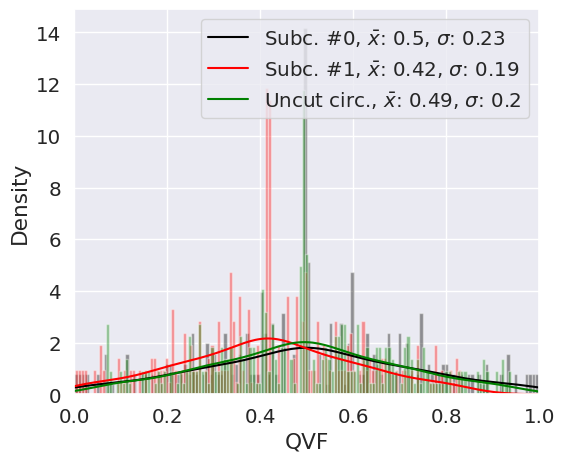 Subc. #0, x̄: 0.5, σ: 0.23
Subc. #1, x̄: 0.42, σ: 0.19
Uncut circ., x̄: 0.49, σ: 0.2
Density
14
12
10
8
6
4
2
0
0.0 0.2 0.4 0.6 0.8 1.0
QVF